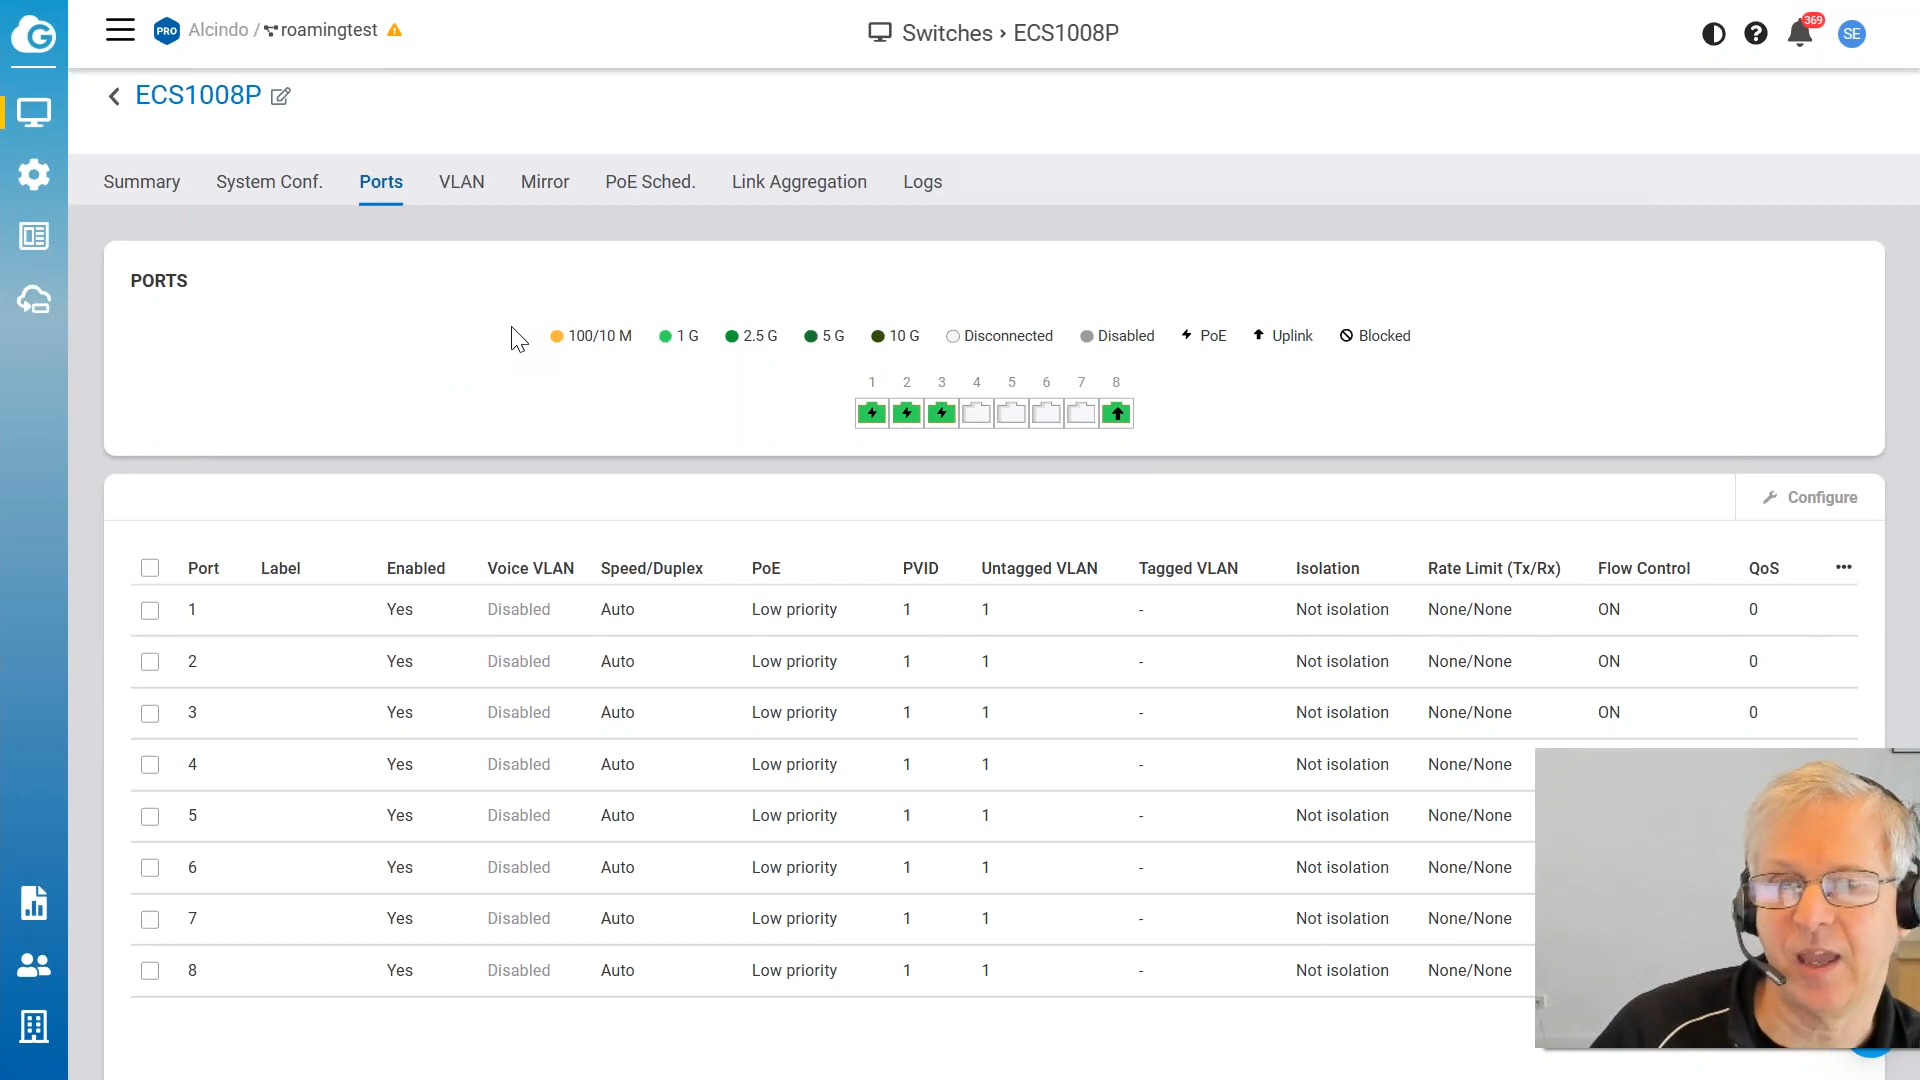 PRO Alcindo / roamingtest
Switches › ECS1008P
369
SE
ECS1008P
Summary System Conf. Ports VLAN Mirror PoE Sched. Link Aggregation Logs
PORTS
100/10 M 1 G 2.5 G 5 G 10 G Disconnected Disabled PoE Uplink Blocked
1 2 3 4 5 6 7 8
Configure
Port Label Enabled Voice VLAN Speed/Duplex PoE PVID Untagged VLAN Tagged VLAN Isolation Rate Limit (Tx/Rx) Flow Control QoS
1 Yes Disabled Auto Low priority 1 1 - Not isolation None/None ON 0
2 Yes Disabled Auto Low priority 1 1 - Not isolation None/None ON 0
3 Yes Disabled Auto Low priority 1 1 - Not isolation None/None ON 0
4 Yes Disabled Auto Low priority 1 1 - Not isolation None/None
5 Yes Disabled Auto Low priority 1 1 - Not isolation None/None
6 Yes Disabled Auto Low priority 1 1 - Not isolation None/None
7 Yes Disabled Auto Low priority 1 1 - Not isolation None/None
8 Yes Disabled Auto Low priority 1 1 - Not isolation None/None